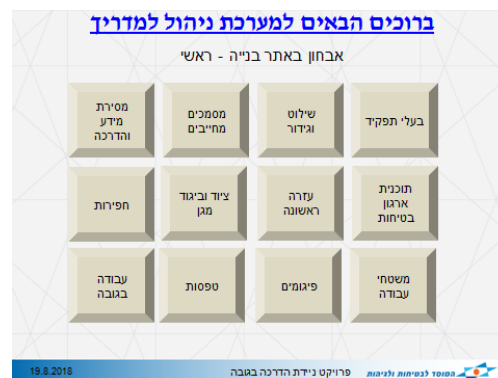 ברוכים הבאים למערכת ניהול למדריך
אבחון באתר בנייה - ראשי
בעלי תפקיד
שילוט
וגידור
מסמכים
מחייבים
מסירת
מידע
והדרכה
תוכנית
ארגון
בטיחות
עזרה
ראשונה
ציוד וביגוד
מגן
חפירות
משטחי
עבודה
פיגומים
טפסות
עבודה
בגובה
המוסד לבטיחות ולגיהות
פרויקט ניידת הדרכה בגובה
19.8.2018